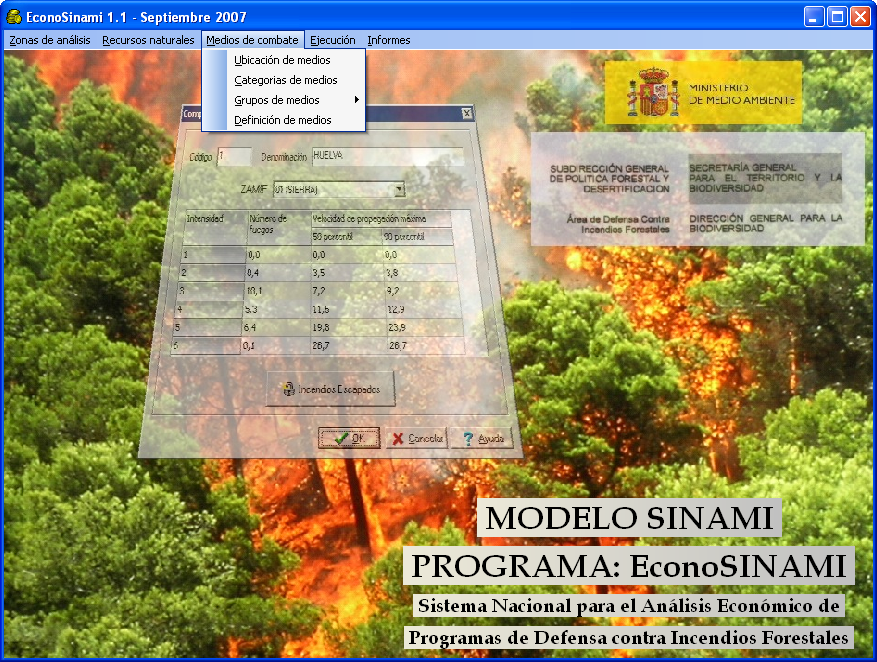 EconoSinami 1.1 - Septiembre 2007
Zonas de análisis Recursos naturales Medios de combate Ejecución Informes
Ubicación de medios
Categorias de medios
Grupos de medios
Definición de medios
MINISTERIO
DE MEDIO AMBIENTE
SUBDIRECCIÓN GENERAL
DE POLITICA FORESTAL Y
DESERTIFICACION
SECRETARÍA GENERAL
PARA EL TERRITORIO Y LA
BIODIVERSIDAD
Área de Defensa Contra
Incendios Forestales
DIRECCIÓN GENERAL PARA LA
BIODIVERSIDAD
Comp
Código 1 Denominación HUELVA
ZAMIF 01 (SIERRA)
Intensidad Número de fuegos Velocidad de propagación máxima
50 percentil 90 percentil
1 0,0 0,0 0,0
2 0,4 3,5 3,8
3 10,1 7,2 9,2
4 5,3 11,5 12,9
5 6,4 19,8 23,9
6 0,1 26,7 26,7
Incendios Escapados
OK Cancelar Ayuda
MODELO SINAMI
PROGRAMA: EconoSINAMI
Sistema Nacional para el Análisis Económico de
Programas de Defensa contra Incendios Forestales